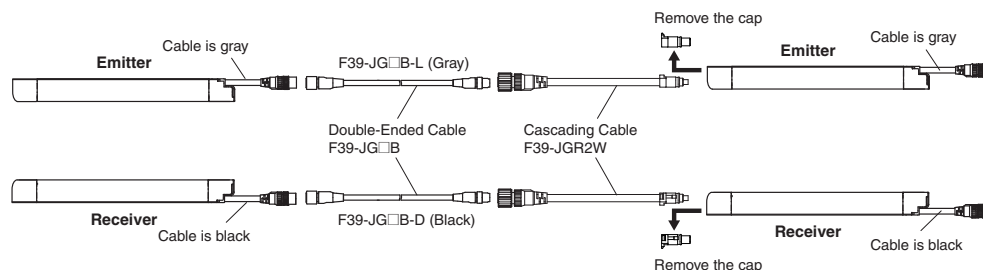 Remove the cap
Cable is gray
Emitter
F39-JG□B-L (Gray)
Emitter
Cable is gray
Double-Ended Cable
F39-JG□B
Cascading Cable
F39-JGR2W
Receiver
Cable is black
F39-JG□B-D (Black)
Receiver
Cable is black
Remove the cap